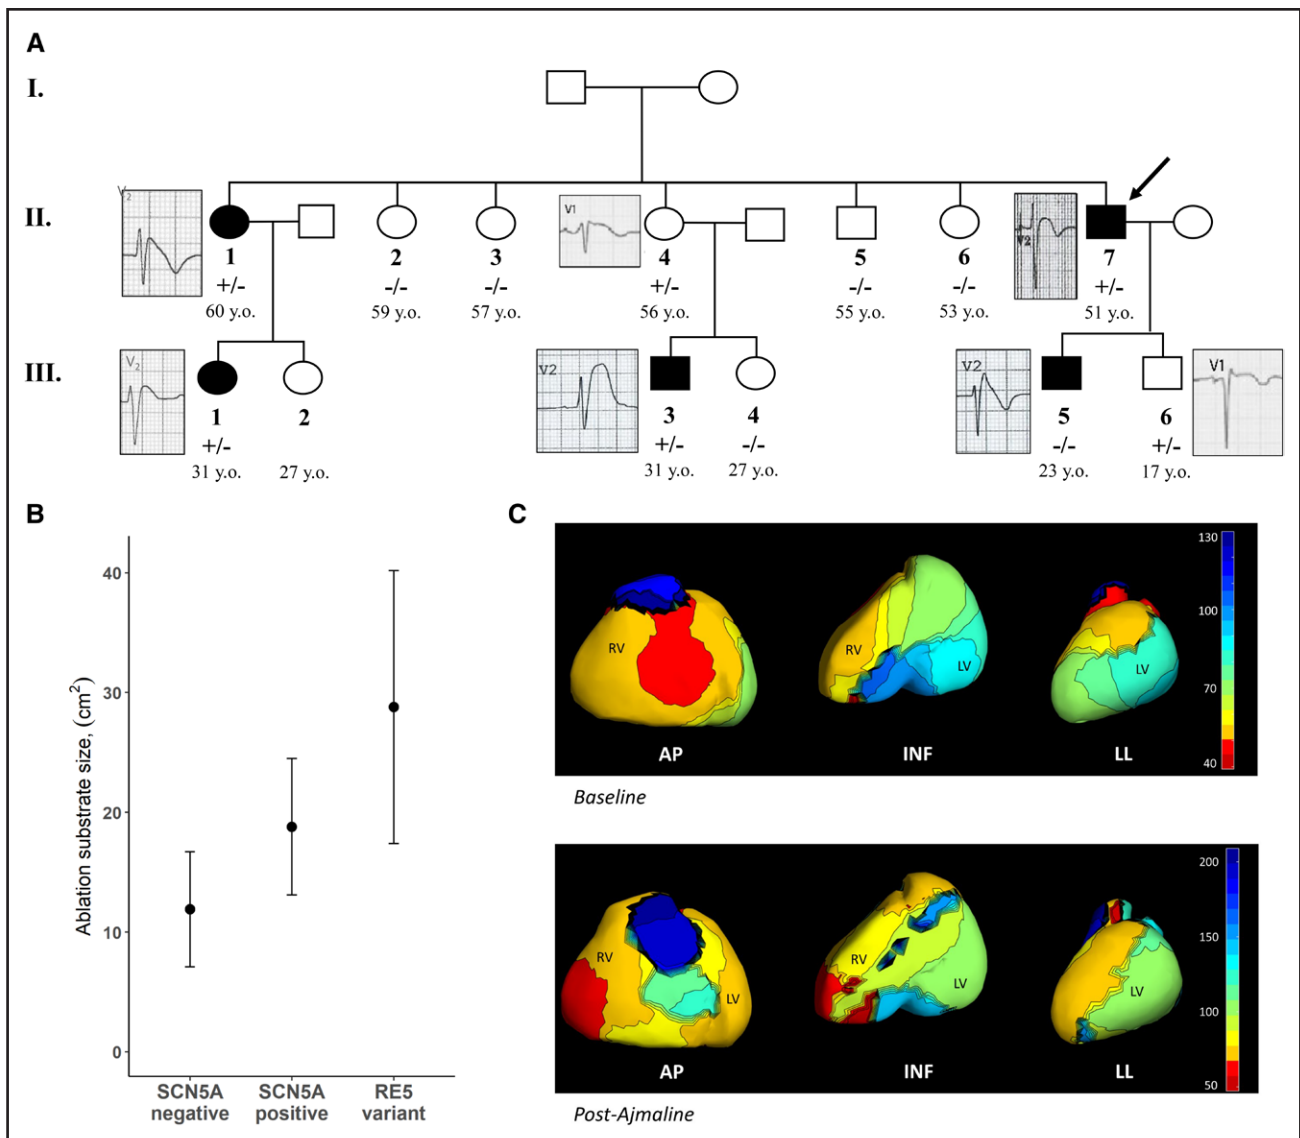 A
I.
II.
V2
V1
V2
1
2
3
4
5
6
7
+/-
-/-
-/-
+/-
-/-
-/-
+/-
60 y.o.
59 y.o.
57 y.o.
56 y.o.
55 y.o.
53 y.o.
51 y.o.
III.
V2
V2
V2
V1
1
2
3
4
5
6
+/-
+/-
-/-
-/-
+/-
31 y.o.
27 y.o.
31 y.o.
27 y.o.
23 y.o.
17 y.o.
B
Ablation substrate size, (cm²)
40
30
20
10
0
SCN5A negative
SCN5A positive
RE5 variant
C
RV
RV
LV
LV
130
100
70
40
AP
INF
LL
Baseline
RV
LV
RV
LV
LV
200
150
100
50
AP
INF
LL
Post-Ajmaline